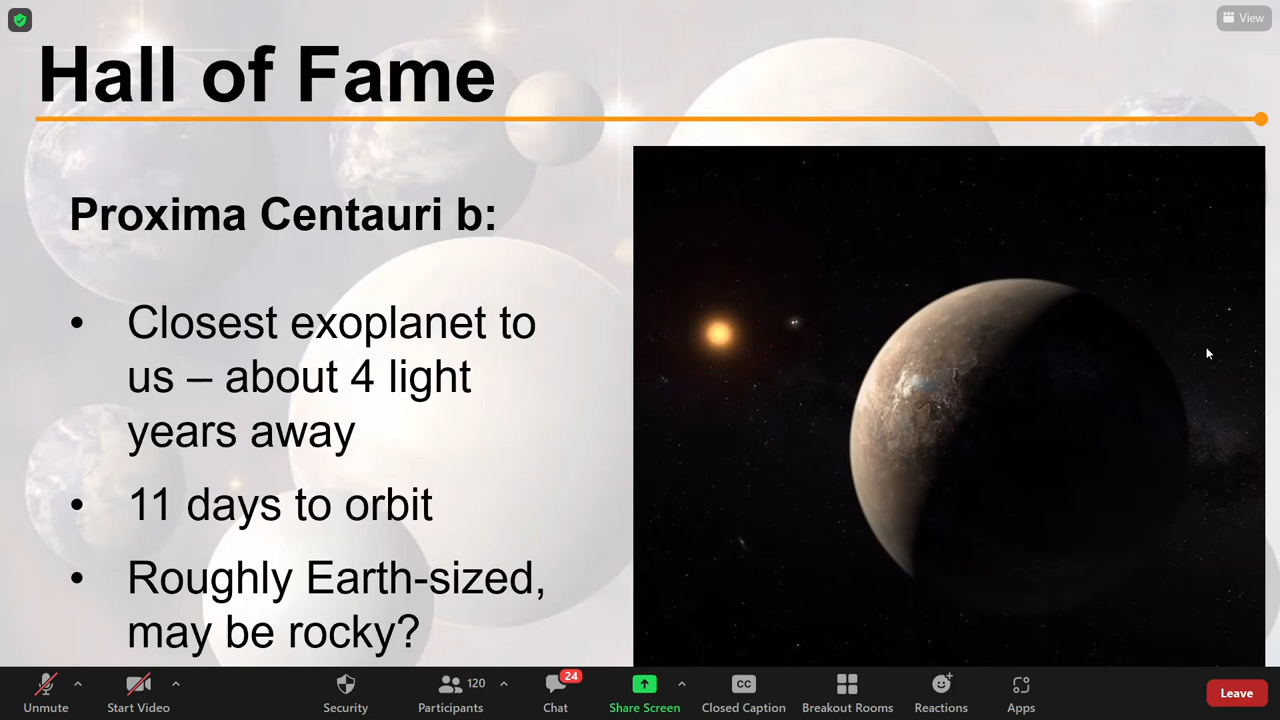 View
Hall of Fame
Proxima Centauri b:
• Closest exoplanet to
us – about 4 light
years away
• 11 days to orbit
• Roughly Earth-sized,
may be rocky?
Unmute
Start Video
Security
120
Participants
24
Chat
Share Screen
CC
Closed Caption
Breakout Rooms
Reactions
Apps
Leave